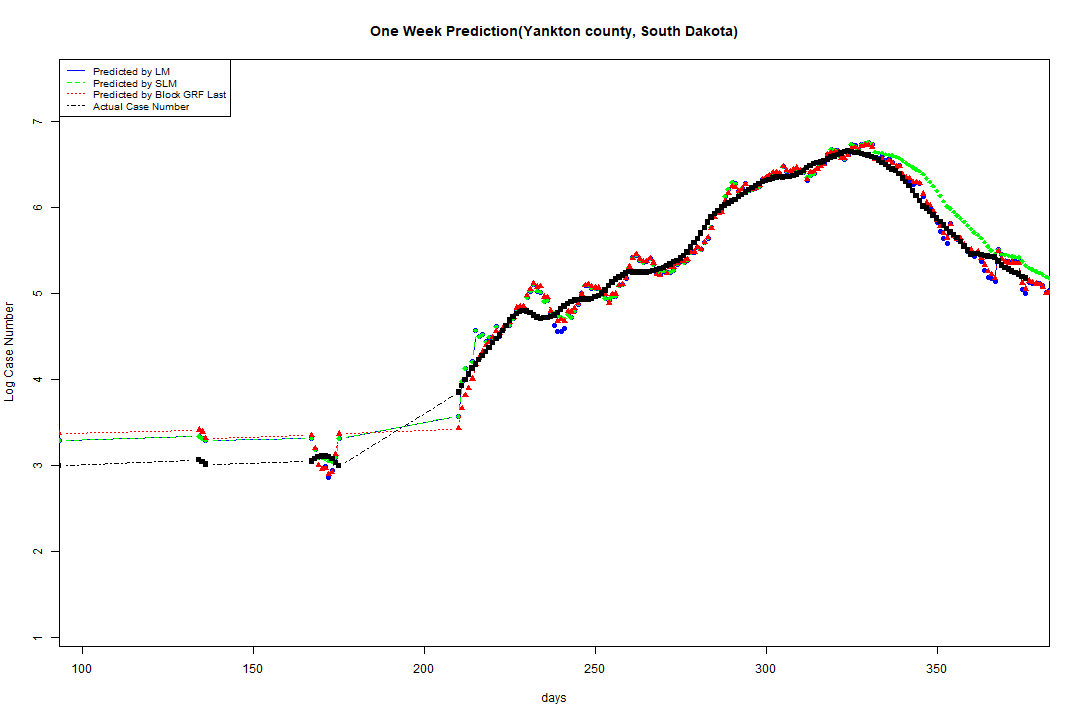 One Week Prediction(Yankton county, South Dakota)
Predicted by LM
Predicted by SLM
Predicted by Block GRF Last
Actual Case Number
7
6
5
4
3
2
1
Log Case Number
100 150 200 250 300 350
days